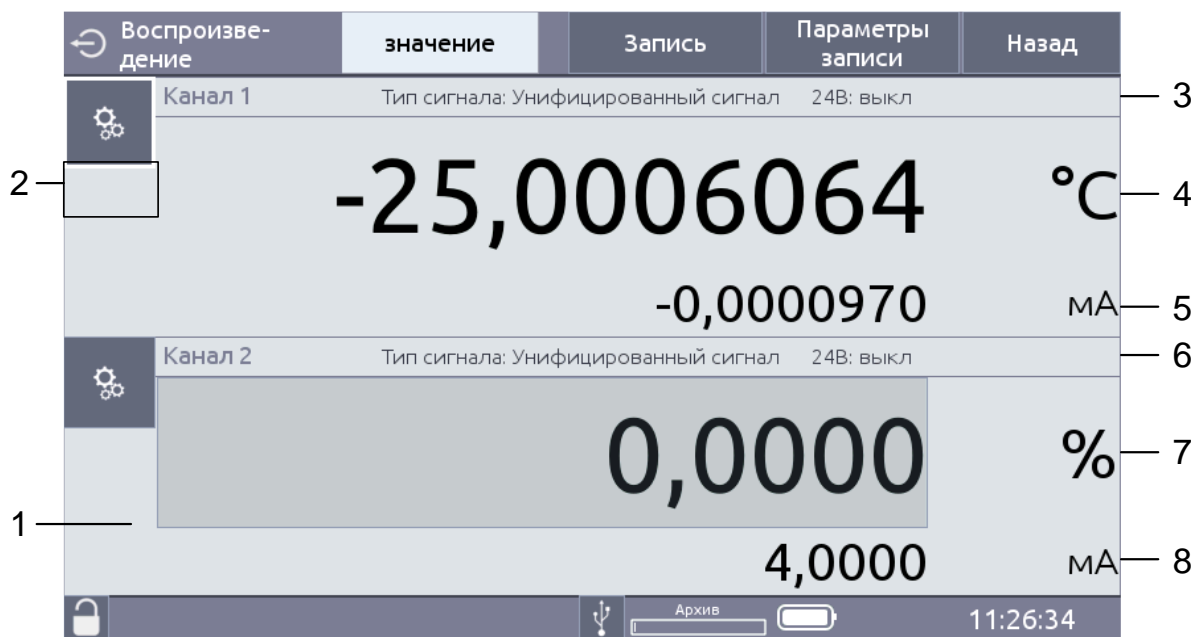 Воспроизве-
дение
значение
Запись
Параметры
записи
Назад
Канал 1 Тип сигнала: Унифицированный сигнал 24В: выкл 3
2
-25,0006064 °C 4
-0,0000970 мА 5
Канал 2 Тип сигнала: Унифицированный сигнал 24В: выкл 6
0,0000 % 7
1
4,0000 мА 8
Архив
11:26:34